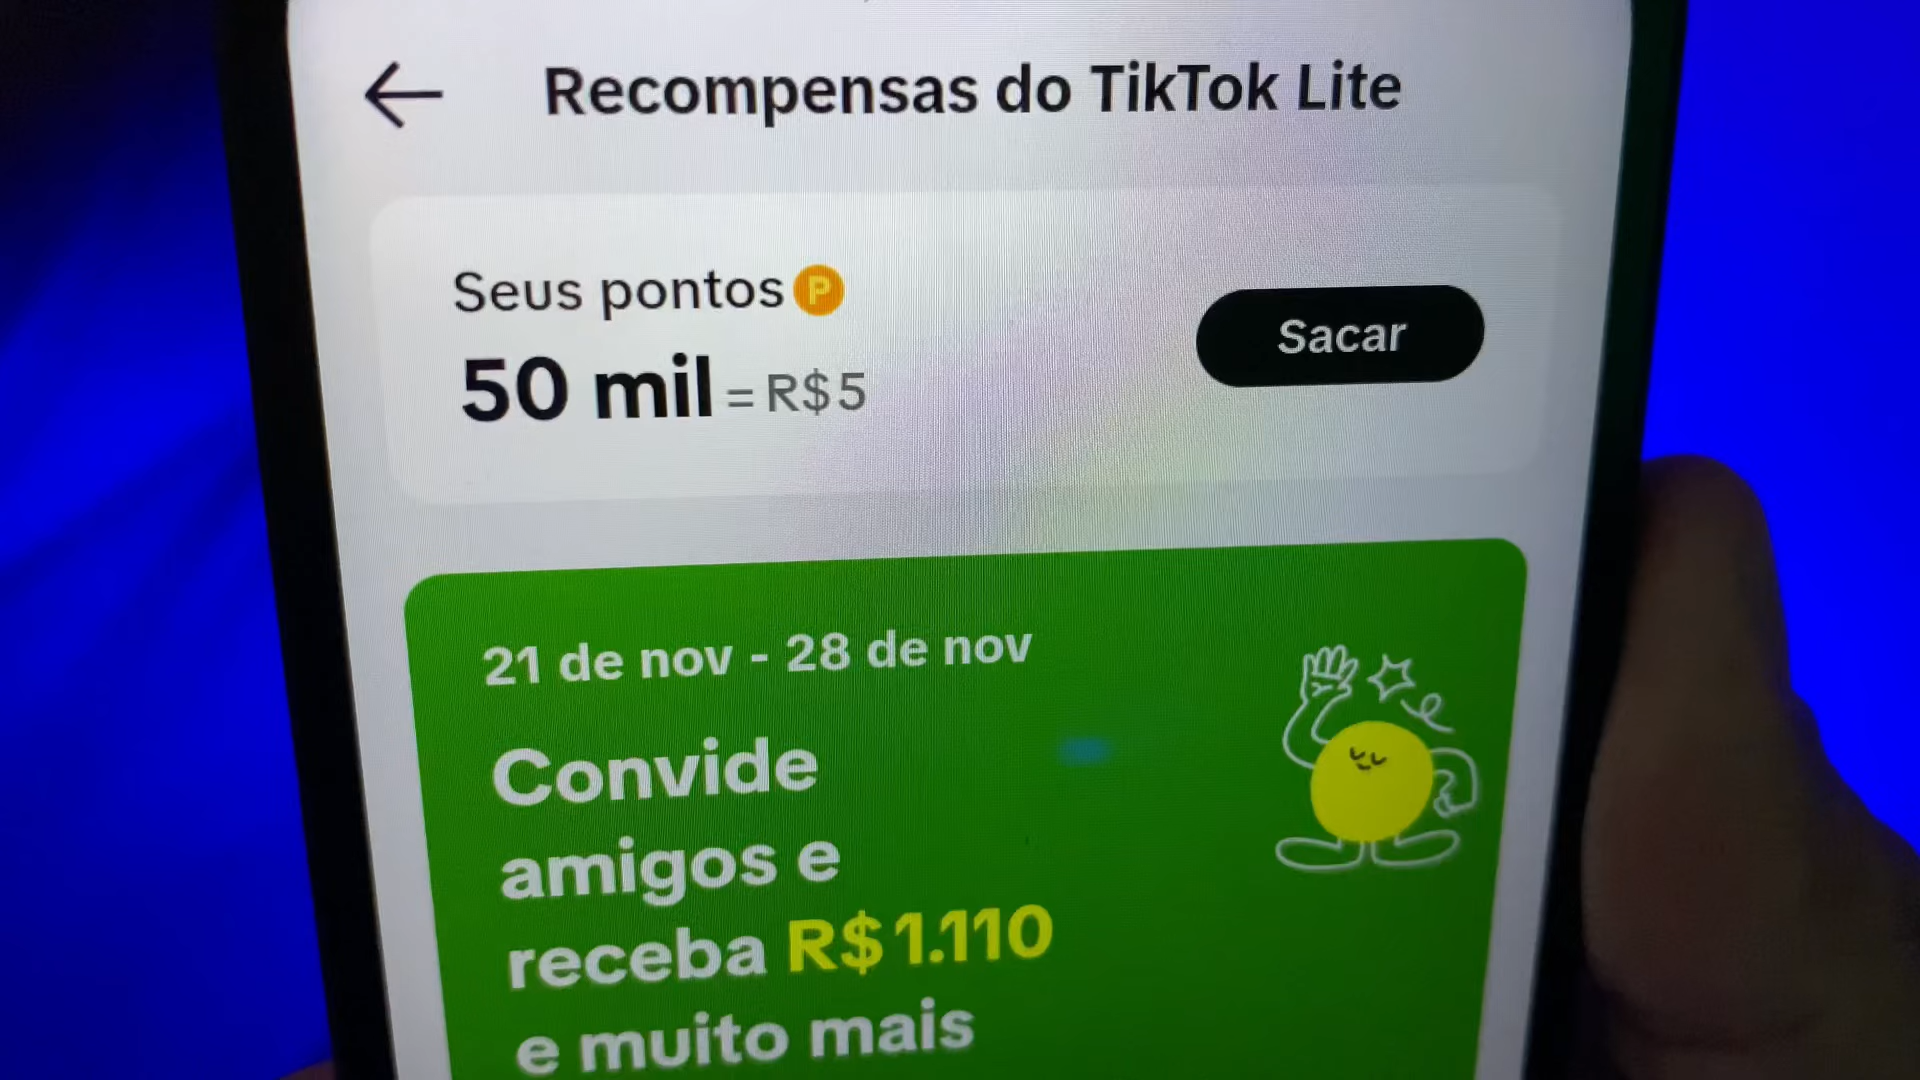 Recompensas do TikTok Lite
Seus pontos P
50 mil = R$5
Sacar
21 de nov - 28 de nov
Convide
amigos e
receba R$1.110
e muito mais